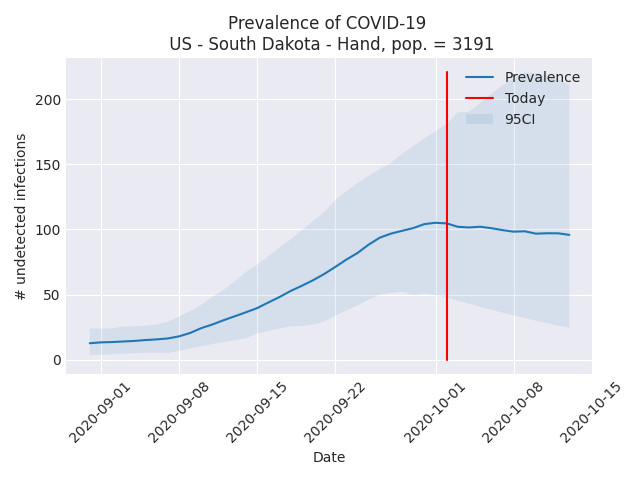 Prevalence of COVID-19
US - South Dakota - Hand, pop. = 3191
Prevalence
Today
95CI
# undetected infections
200
150
100
50
0
2020-09-01
2020-09-08
2020-09-15
2020-09-22
2020-10-01
2020-10-08
2020-10-15
Date